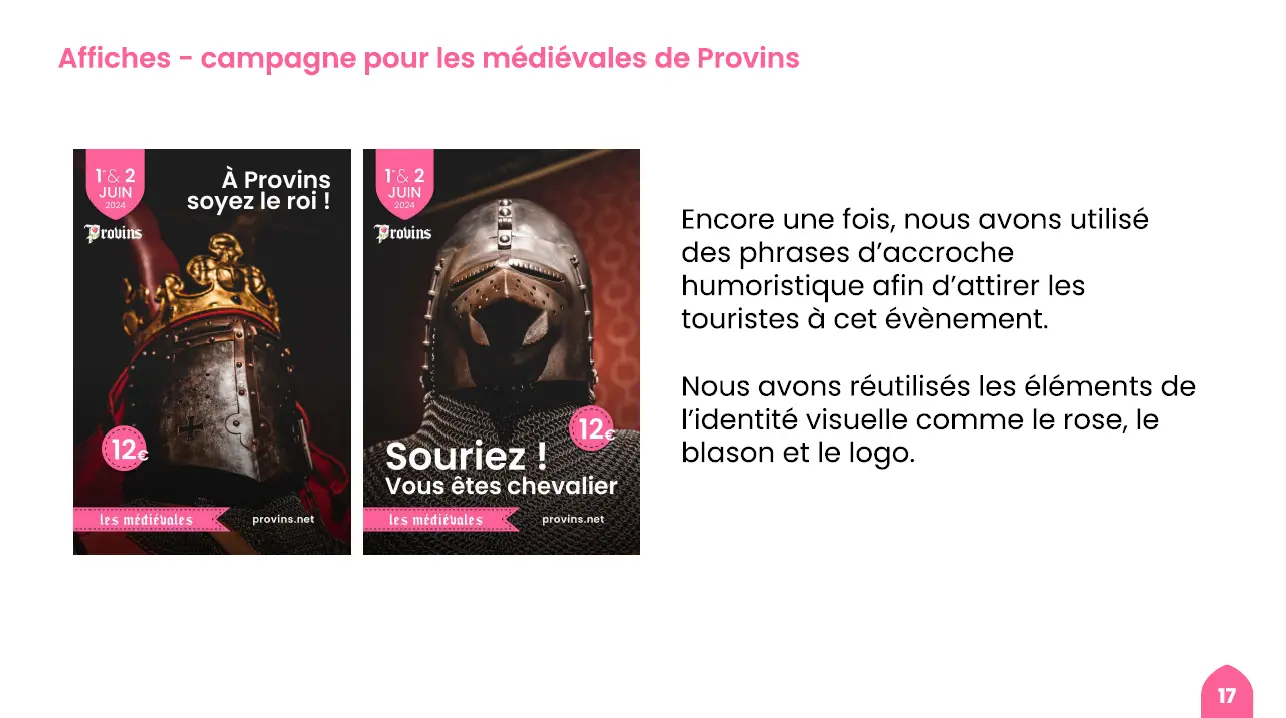 Affiches - campagne pour les médiévales de Provins
1er & 2
JUIN
2024
Provins
À Provins
soyez le roi !
12€
les médiévales
provins.net
1er & 2
JUIN
2024
Provins
12€
Souriez !
Vous êtes chevalier
les médiévales
provins.net
Encore une fois, nous avons utilisé
des phrases d’accroche
humoristique afin d’attirer les
touristes à cet évènement.
Nous avons réutilisés les éléments de
l’identité visuelle comme le rose, le
blason et le logo.
17